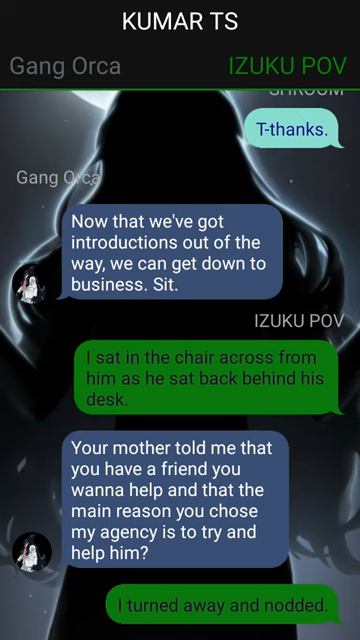 KUMAR TS
Gang Orca
IZUKU POV
SHROOM
T-thanks.
Gang Orca
Now that we've got
introductions out of the
way, we can get down to
business. Sit.
IZUKU POV
I sat in the chair across from
him as he sat back behind his
desk.
Your mother told me that
you have a friend you
wanna help and that the
main reason you chose
my agency is to try and
help him?
I turned away and nodded.